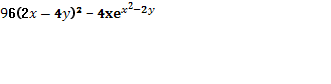 96(2x – 4y)² – 4xe^{x²–2y}